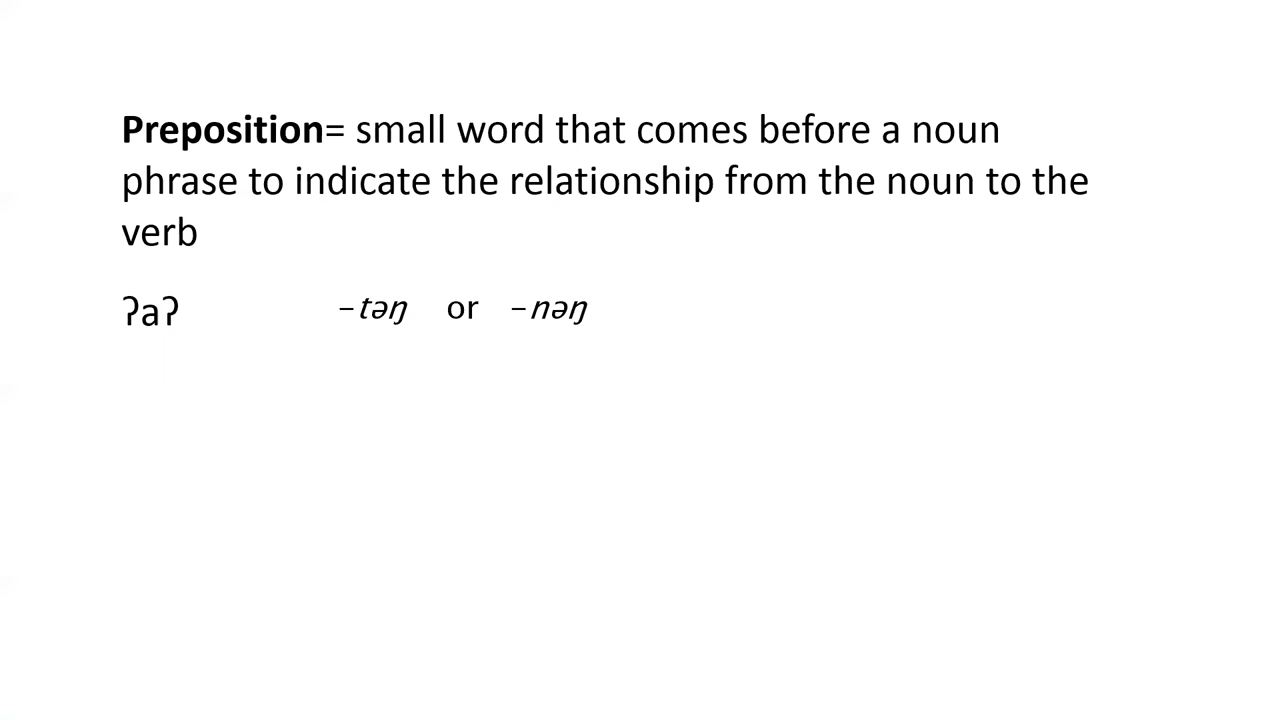 Preposition= small word that comes before a noun
phrase to indicate the relationship from the noun to the
verb
ʔaʔ –təŋ or –nəŋ